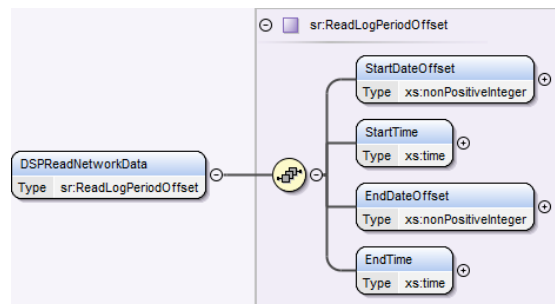 sr:ReadLogPeriodOffset
StartDateOffset
Type xs:nonPositiveInteger
StartTime
Type xs:time
DSPReadNetworkData
Type sr:ReadLogPeriodOffset
EndDateOffset
Type xs:nonPositiveInteger
EndTime
Type xs:time